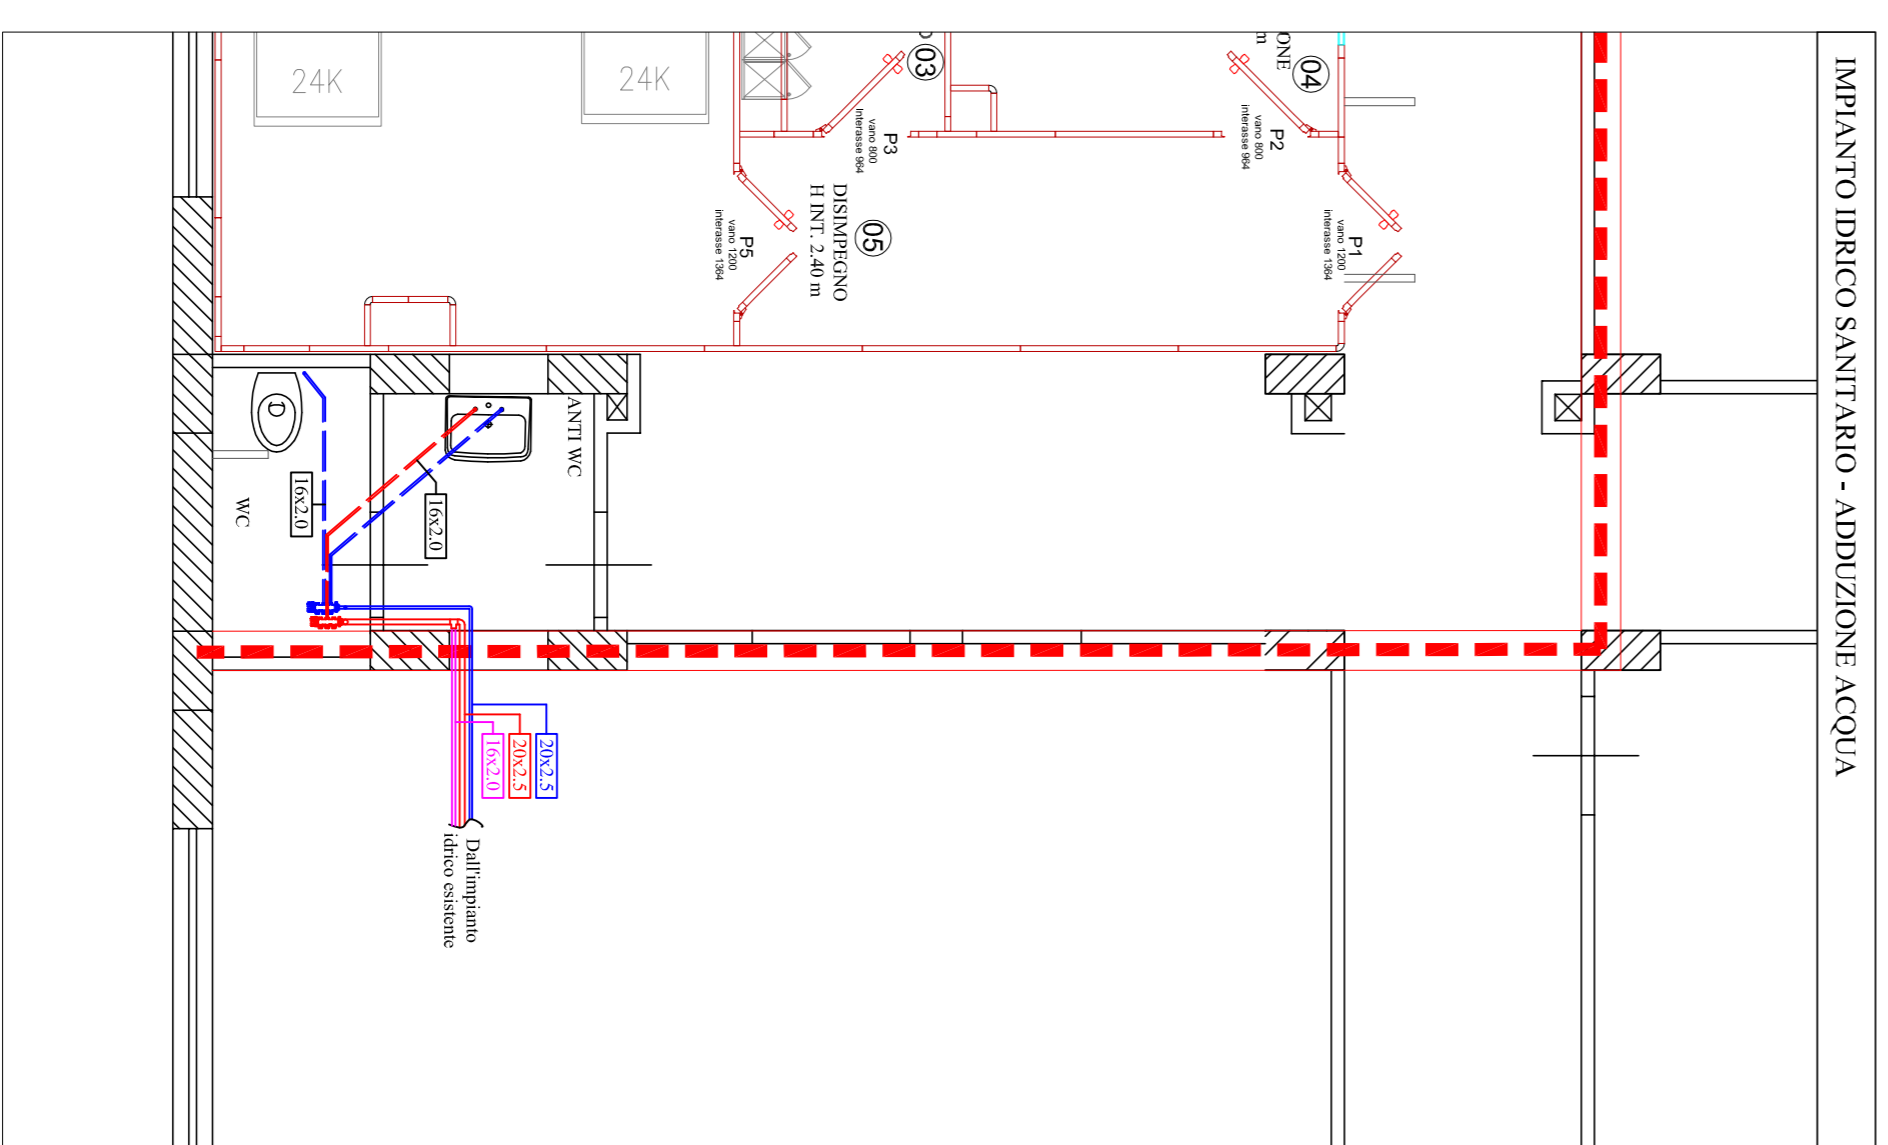 IMPIANTO IDRICO SANITARIO - ADDUZIONE ACQUA
04
ONE
m
P2
vano 800
interasse 964
P1
vano 1200
interasse 1364
03
P3
vano 800
Interasse 964
05
DISIMPEGNO
H INT. 2.40 m
P5
vano 1200
interasse 1364
24K
24K
ANTI WC
16x2.0
16x2.0
WC
20x2.5
20x2.5
16x2.0
Dall'impianto
idrico esistente